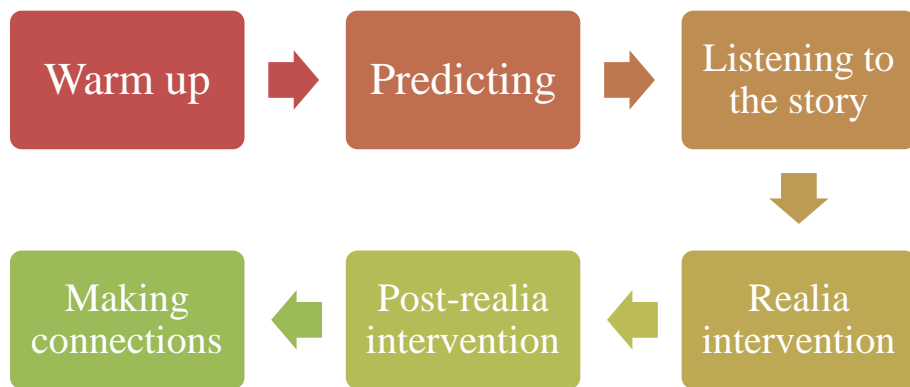 Warm up
Predicting
Listening to
the story
Realia
intervention
Post-realia
intervention
Making
connections